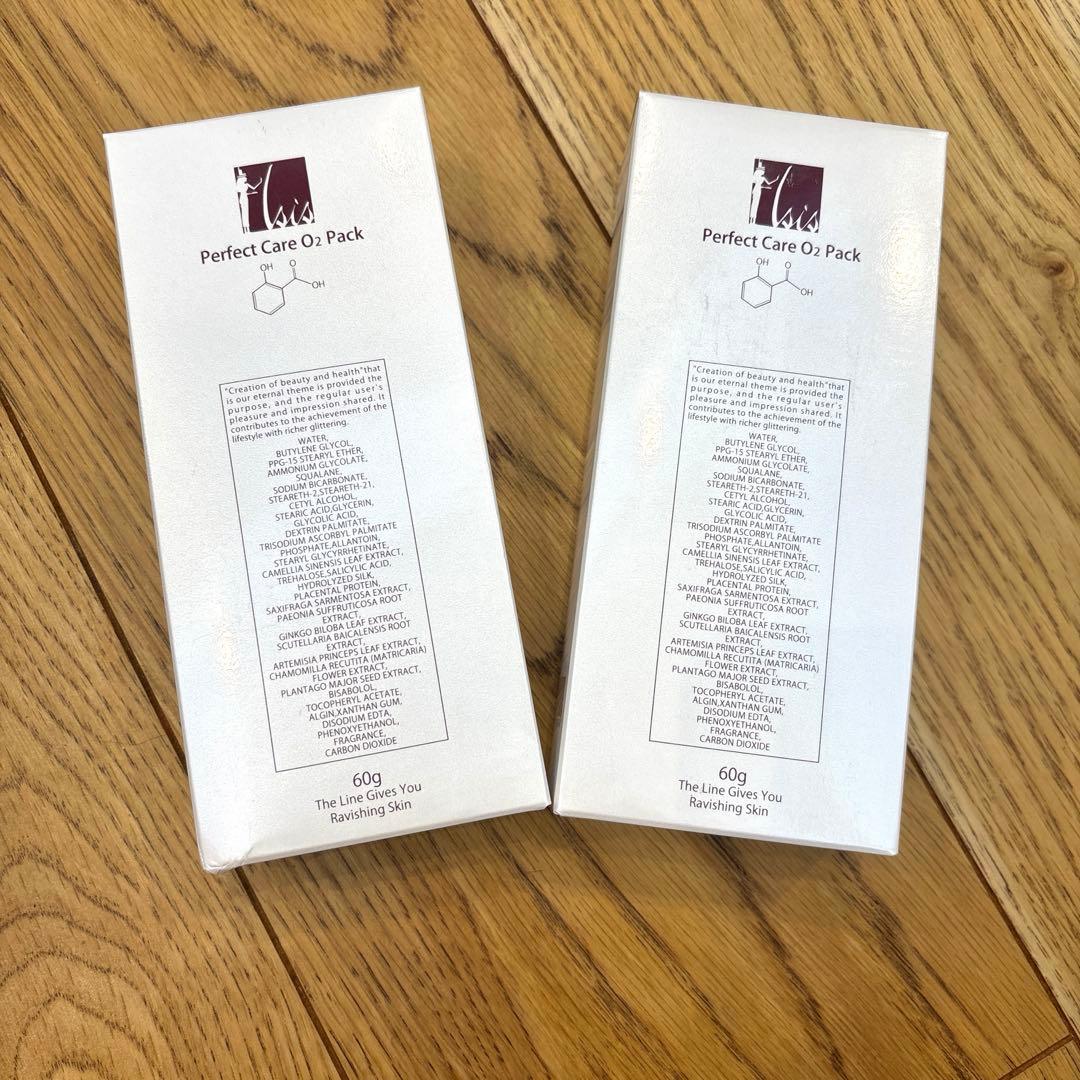 Isis
Perfect Care O2 Pack
OH
O
OH
"Creation of beauty and health"that
is our eternal theme is provided the
purpose, and the regular user's
pleasure and impression shared. It
contributes to the achievement of the
lifestyle with richer glittering.
WATER,
BUTYLENE GLYCOL,
PPG-15 STEARYL ETHER,
AMMONIUM GLYCOLATE,
SQUALANE,
SODIUM BICARBONATE,
STEARETH-2,STEARETH-21,
CETYL ALCOHOL,
STEARIC ACID,GLYCERIN,
GLYCOLIC ACID,
DEXTRIN PALMITATE,
TRISODIUM ASCORBYL PALMITATE
PHOSPHATE,ALLANTOIN,
STEARYL GLYCYRRHETINATE,
CAMELLIA SINENSIS LEAF EXTRACT,
TREHALOSE,SALICYLIC ACID,
HYDROLYZED SILK,
PLACENTAL PROTEIN,
SAXIFRAGA SARMENTOSA EXTRACT,
PAEONIA SUFFRUTICOSA ROOT
EXTRACT,
GINKGO BILOBA LEAF EXTRACT,
SCUTELLARIA BAICALENSIS ROOT
EXTRACT,
ARTEMISIA PRINCEPS LEAF EXTRACT,
CHAMOMILLA RECUTITA (MATRICARIA)
FLOWER EXTRACT,
PLANTAGO MAJOR SEED EXTRACT,
BISABOLOL,
TOCOPHERYL ACETATE,
ALGIN,XANTHAN GUM,
DISODIUM EDTA,
PHENOXYETHANOL,
FRAGRANCE,
CARBON DIOXIDE
60g
The Line Gives You
Ravishing Skin
Isis
Perfect Care O2 Pack
OH
O
OH
"Creation of beauty and health"that
is our eternal theme is provided the
purpose, and the regular user's
pleasure and impression shared. It
contributes to the achievement of the
lifestyle with richer glittering.
WATER,
BUTYLENE GLYCOL,
PPG-15 STEARYL ETHER,
AMMONIUM GLYCOLATE,
SQUALANE,
SODIUM BICARBONATE,
STEARETH-2,STEARETH-21,
CETYL ALCOHOL,
STEARIC ACID,GLYCERIN,
GLYCOLIC ACID,
DEXTRIN PALMITATE,
TRISODIUM ASCORBYL PALMITATE
PHOSPHATE,ALLANTOIN,
STEARYL GLYCYRRHETINATE,
CAMELLIA SINENSIS LEAF EXTRACT,
TREHALOSE,SALICYLIC ACID,
HYDROLYZED SILK,
PLACENTAL PROTEIN,
SAXIFRAGA SARMENTOSA EXTRACT,
PAEONIA SUFFRUTICOSA ROOT
EXTRACT,
GINKGO BILOBA LEAF EXTRACT,
SCUTELLARIA BAICALENSIS ROOT
EXTRACT,
ARTEMISIA PRINCEPS LEAF EXTRACT,
CHAMOMILLA RECUTITA (MATRICARIA)
FLOWER EXTRACT,
PLANTAGO MAJOR SEED EXTRACT,
BISABOLOL,
TOCOPHERYL ACETATE,
ALGIN,XANTHAN GUM,
DISODIUM EDTA,
PHENOXYETHANOL,
FRAGRANCE,
CARBON DIOXIDE
60g
The Line Gives You
Ravishing Skin